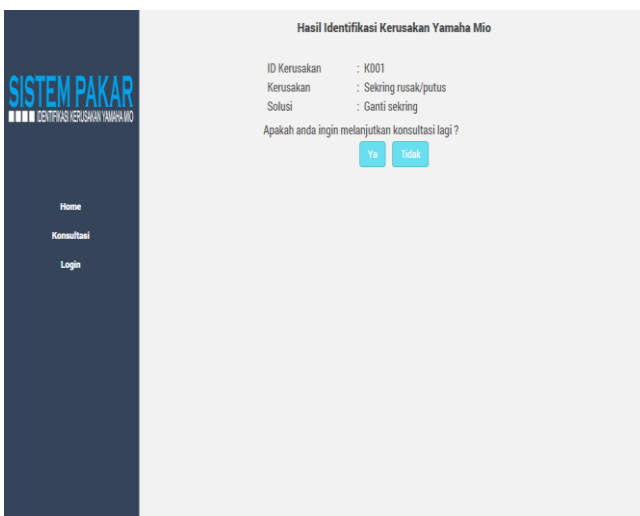 SISTEM PAKAR
IDENTIFIKASI KERUSAKAN YAMAHA MIO
Home
Konsultasi
Login
Hasil Identifikasi Kerusakan Yamaha Mio
ID Kerusakan : K001
Kerusakan : Sekring rusak/putus
Solusi : Ganti sekring
Apakah anda ingin melanjutkan konsultasi lagi ?
Ya Tidak